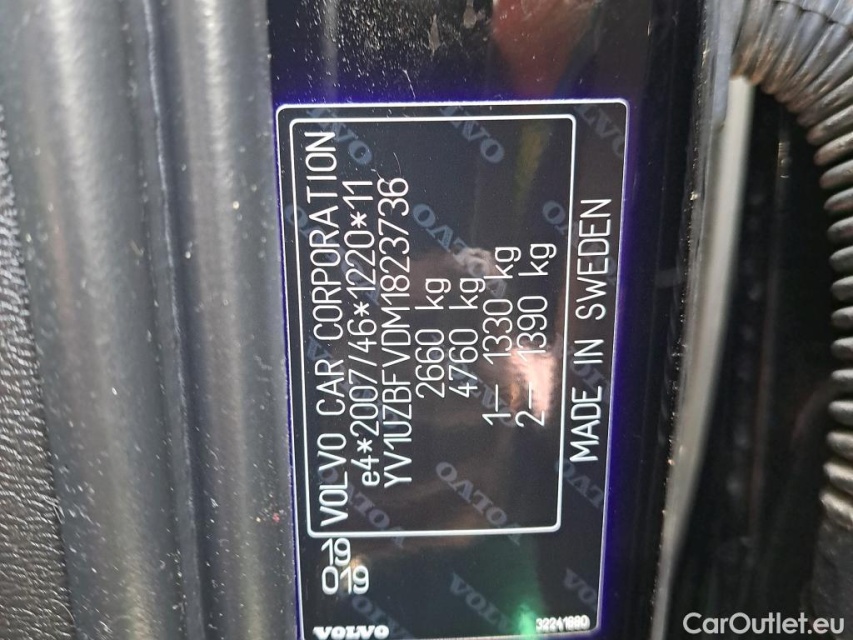 VOLVO CAR CORPORATION
e4*2007/46*1220*11
YV1UZBFVDM1823736
2660 kg
4760 kg
1– 1330 kg
2– 1390 kg
MADE IN SWEDEN
19
019
VOLVO
32241880
CarOutlet.eu